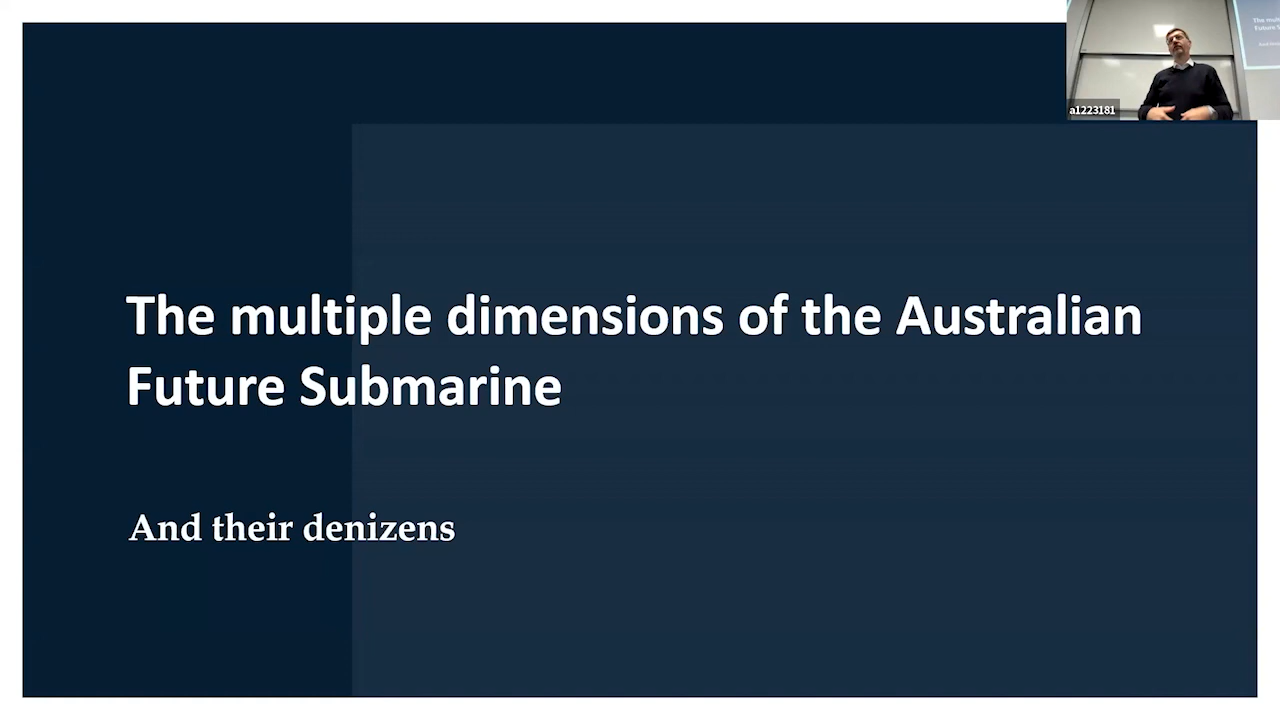 a1223181
The multiple dimensions of the Australian
Future Submarine
And their denizens